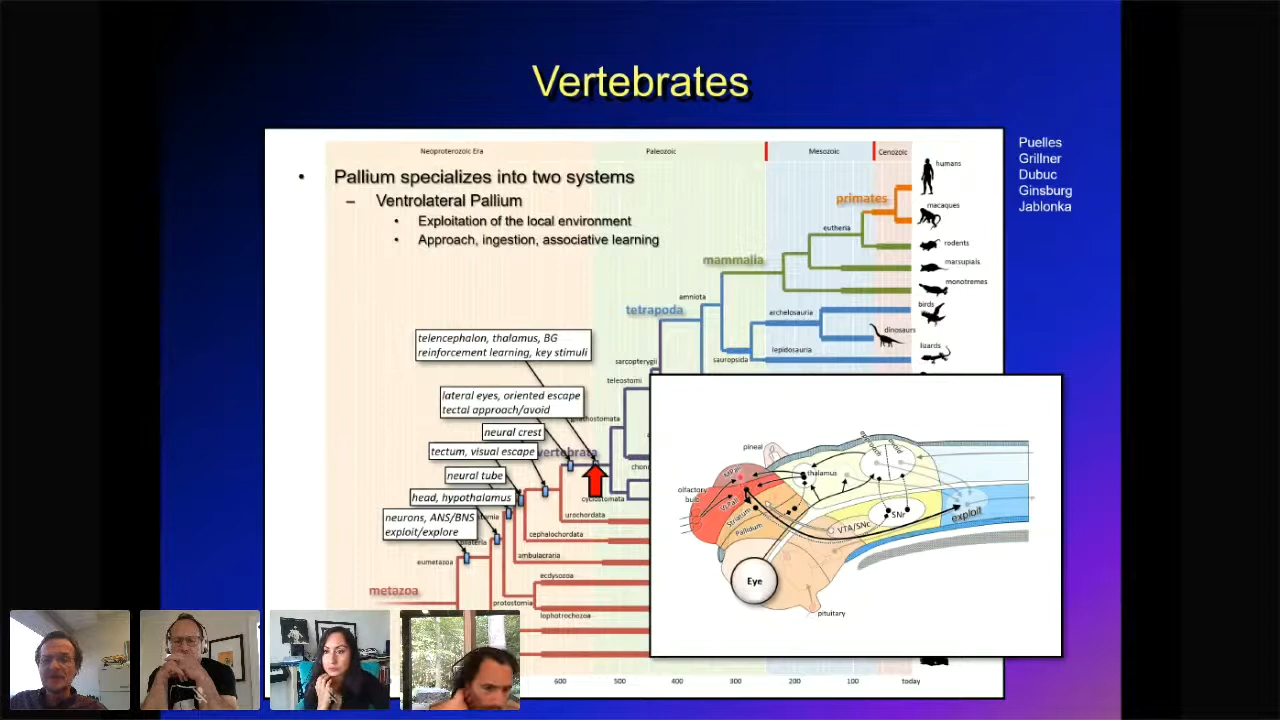 Vertebrates
Puelles
Grillner
Dubuc
Ginsburg
Jablonka
Neoproterozoic Era
Paleozoic
Mesozoic
Cenozoic
• Pallium specializes into two systems
– Ventrolateral Pallium
• Exploitation of the local environment
• Approach, ingestion, associative learning
humans
primates
macaques
eutheria
rodents
mammalia
marsupials
monotremes
amniota
tetrapoda
birds
archelosauria
dinosaurs
lizards
lepidosauria
sauropsida
sarcopterygii
teleostomi
telencephalon, thalamus, BG
reinforcement learning, key stimuli
lateral eyes, oriented escape
tectal approach/avoid
neural crest
tectum, visual escape
vertebrata
neural tube
head, hypothalamus
neurons, ANS/BNS
exploit/explore
urochordata
cephalochordata
ambulacraria
eumetazoa
ecdysozoa
metazoa
protostomia
lophotrochozoa
pineal
thalamus
olfactory
bulb
Striatum
Pallidum
VTA/SNc
SNr
exploit
Eye
pituitary
600
500
400
300
200
100
today